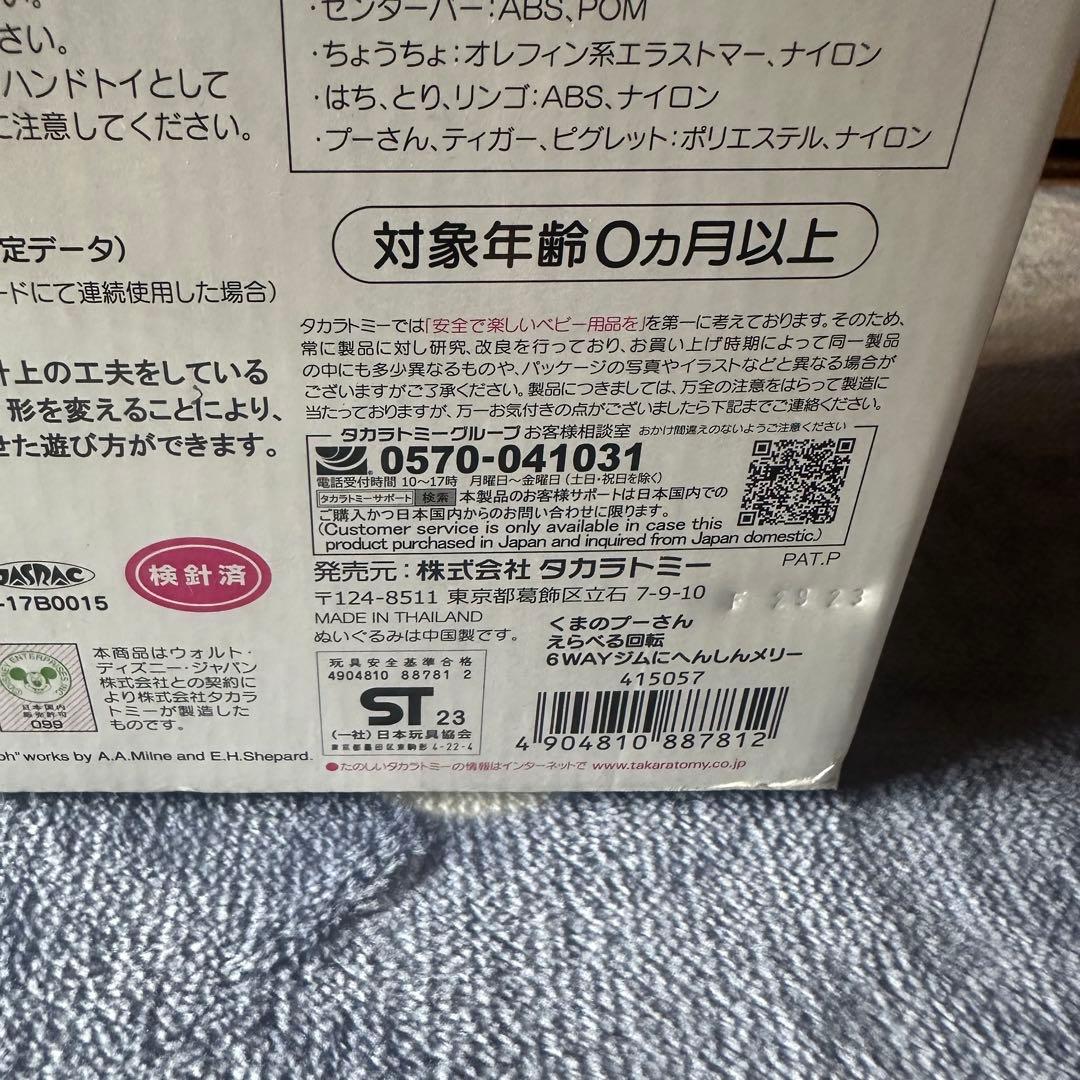 い。
さい。
ハンドトイとして
に注意してください。
・センターバー：ABS、POM
・ちょうちょ：オレフィン系エラストマー、ナイロン
・はち、とり、リンゴ：ABS、ナイロン
・プーさん、ティガー、ピグレット：ポリエステル、ナイロン
対象年齢0ヵ月以上
定データ）
ードにて連続使用した場合）
計上の工夫をしている
形を変えることにより、
せた遊び方ができます。
タカラトミーでは「安全で楽しいベビー用品を」を第一に考えております。そのため、
常に製品に対し研究、改良を行っており、お買い上げ時期によって同一製品
の中にも多少異なるものや、パッケージの写真やイラストなどと異なる場合が
ございますがご了承ください。製品につきましては、万全の注意をはらって製造に
当たっておりますが、万一お気付きの点がございましたら下記までご連絡ください。
タカラトミーグループ お客様相談室 おかけ間違えのないようご注意ください
0570-041031
電話受付時間 10～17時 月曜日～金曜日（土日・祝日を除く）
タカラトミーサポート 検索 本製品のお客様サポートは日本国内での
ご購入かつ日本国内からのお問い合わせに限ります。
(Customer service is only available in case this
product purchased in Japan and inquired from Japan domestic.)
発売元：株式会社 タカラトミー
PAT.P
〒124-8511 東京都葛飾区立石 7-9-10
MADE IN THAILAND
ぬいぐるみは中国製です。
JASRAC
-17B0015
検針済
本商品はウォルト・
ディズニー・ジャパン
株式会社との契約に
より株式会社タカラ
トミーが製造した
ものです。
日本国内
販売許可
099
oh" works by A.A.Milne and E.H.Shepard.
玩具安全基準合格
4904810 88781 2
ST 23
（一社）日本玩具協会
東京都墨田区東駒形 4-22-4
くまのプーさん
えらべる回転
6WAYジムにへんしんメリー
415057
4 904810 887812
●たのしいタカラトミーの情報はインターネットで www.takaratomy.co.jp